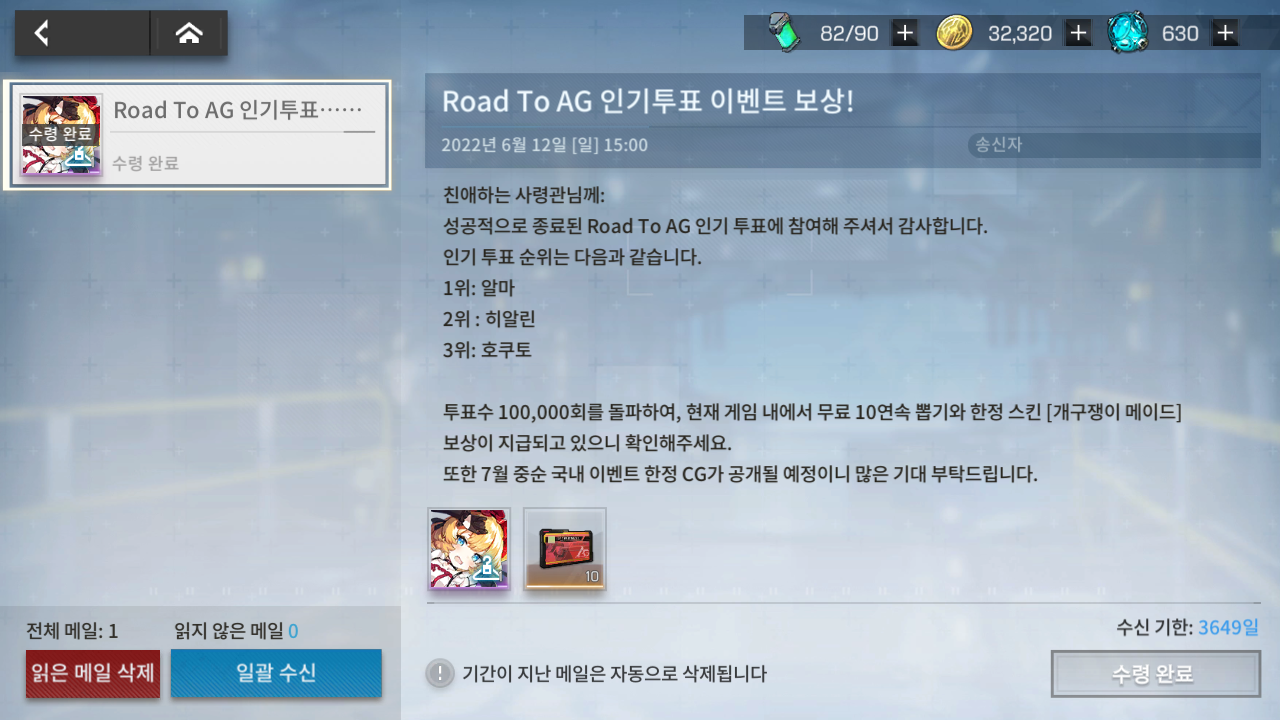 82/90
32,320
630
Road To AG 인기투표……
수령 완료
수령 완료
Road To AG 인기투표 이벤트 보상!
2022년 6월 12일 [일] 15:00
송신자
친애하는 사령관님께:
성공적으로 종료된 Road To AG 인기 투표에 참여해 주셔서 감사합니다.
인기 투표 순위는 다음과 같습니다.
1위: 알마
2위 : 히알린
3위: 호쿠토
투표수 100,000회를 돌파하여, 현재 게임 내에서 무료 10연속 뽑기와 한정 스킨 [개구쟁이 메이드]
보상이 지급되고 있으니 확인해주세요.
또한 7월 중순 국내 이벤트 한정 CG가 공개될 예정이니 많은 기대 부탁드립니다.
10
전체 메일: 1
읽지 않은 메일 0
읽은 메일 삭제
일괄 수신
수신 기한: 3649일
기간이 지난 메일은 자동으로 삭제됩니다
수령 완료